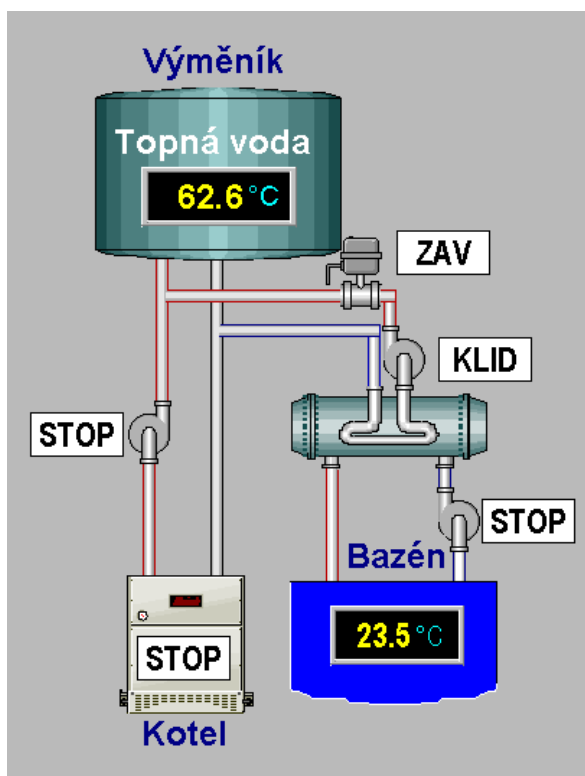 Výměník
Topná voda
62.6 °C
ZAV
KLID
STOP
STOP
Bazén
23.5 °C
STOP
Kotel